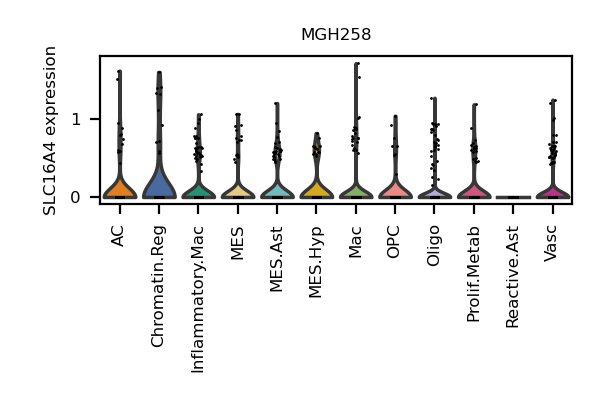 MGH258
SLC16A4 expression
1
0
AC
Chromatin.Reg
Inflammatory.Mac
MES
MES.Ast
MES.Hyp
Mac
OPC
Oligo
Prolif.Metab
Reactive.Ast
Vasc